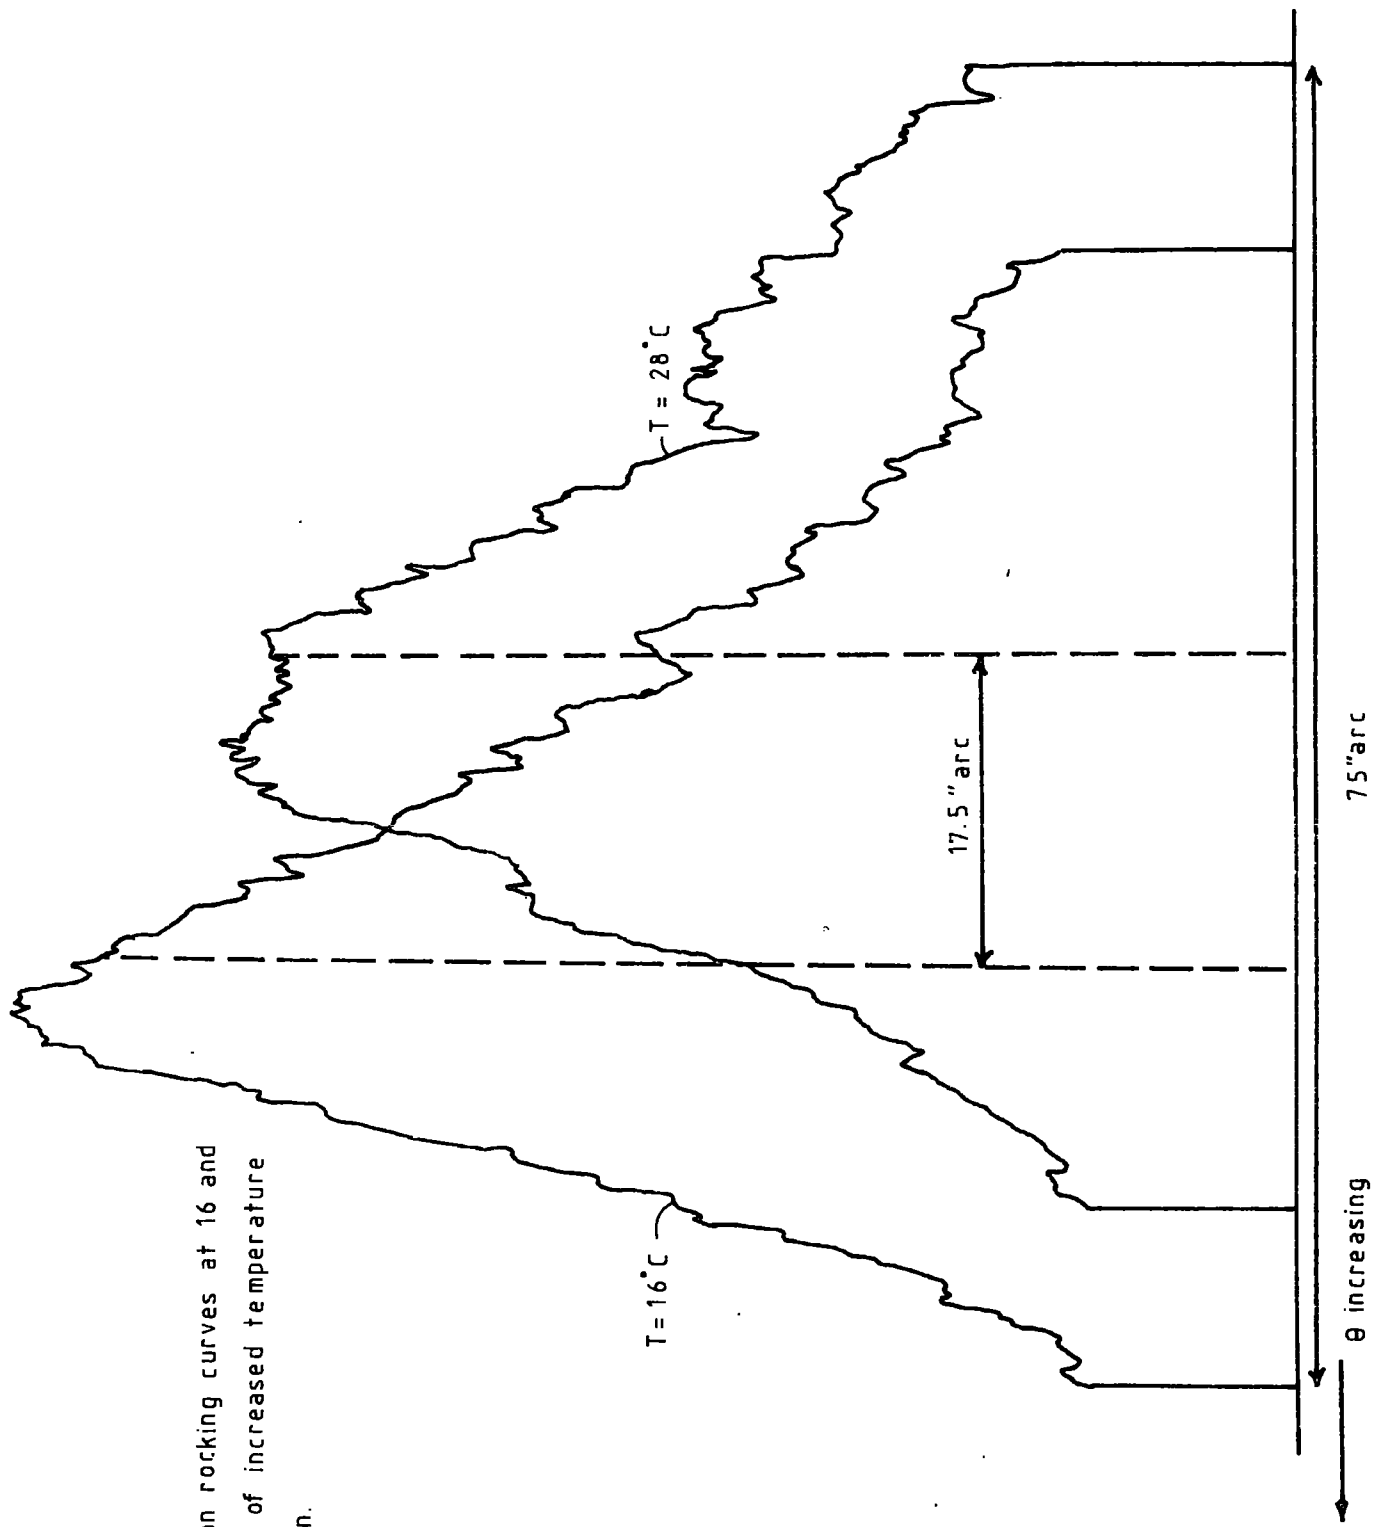 n rocking curves at 16 and
of increased temperature
n.
T = 16°C
T = 28°C
17.5" arc
75" arc
θ increasing